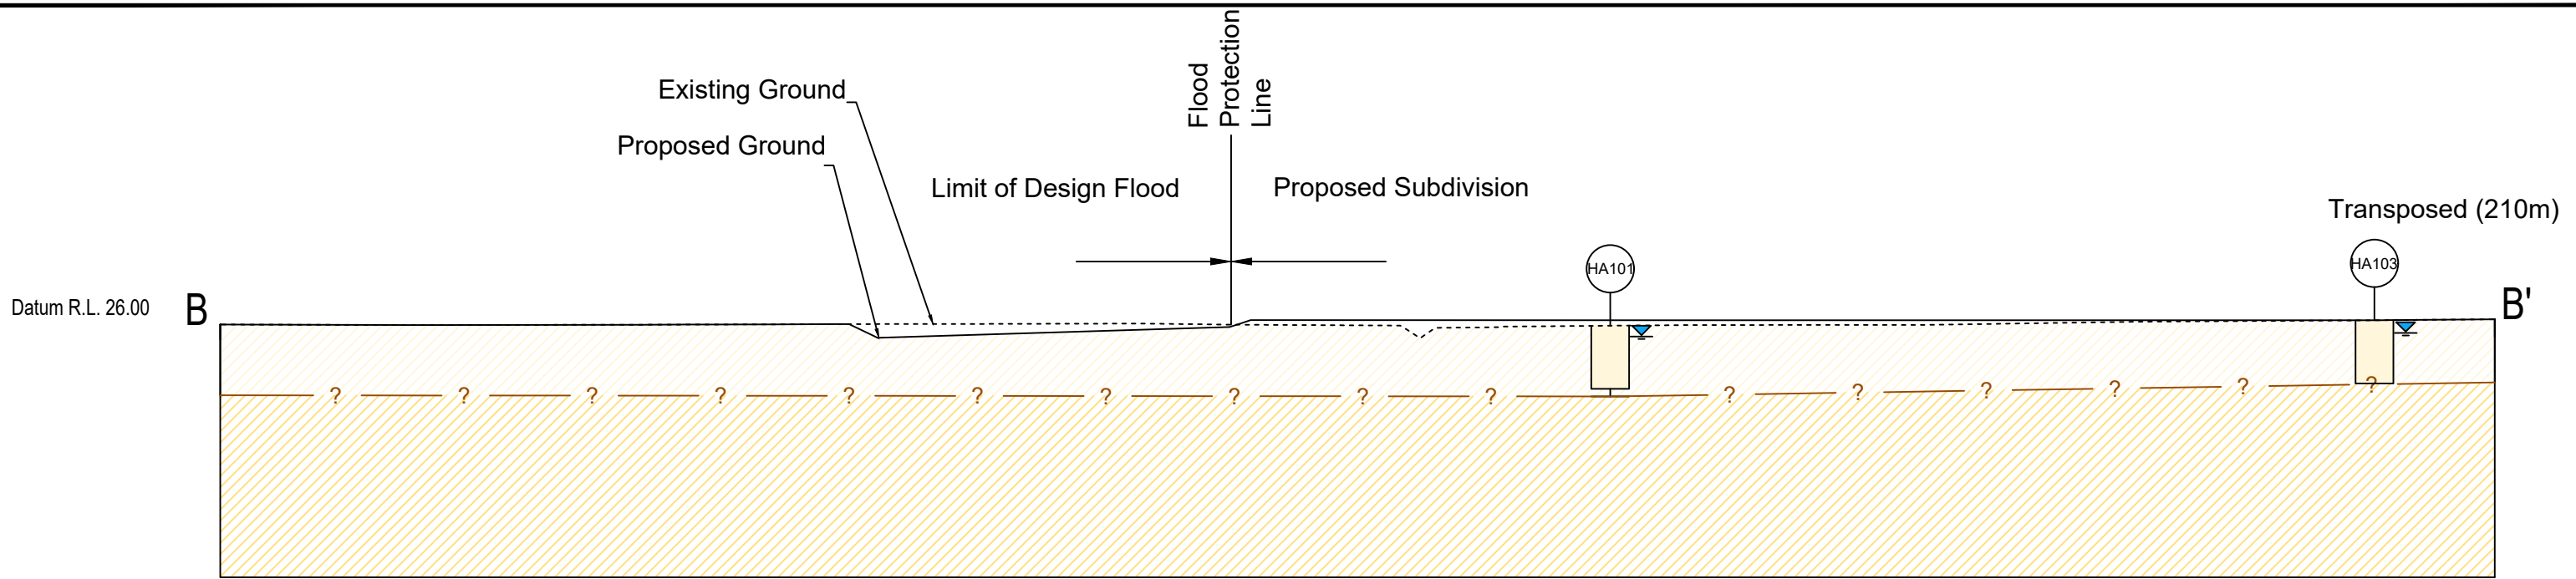 Flood
Protection
Line
Existing Ground
Proposed Ground
Limit of Design Flood
Proposed Subdivision
Transposed (210m)
HA101
HA103
Datum R.L. 26.00
B
B'
? ? ? ? ? ? ? ? ? ? ? ? ? ? ? ?